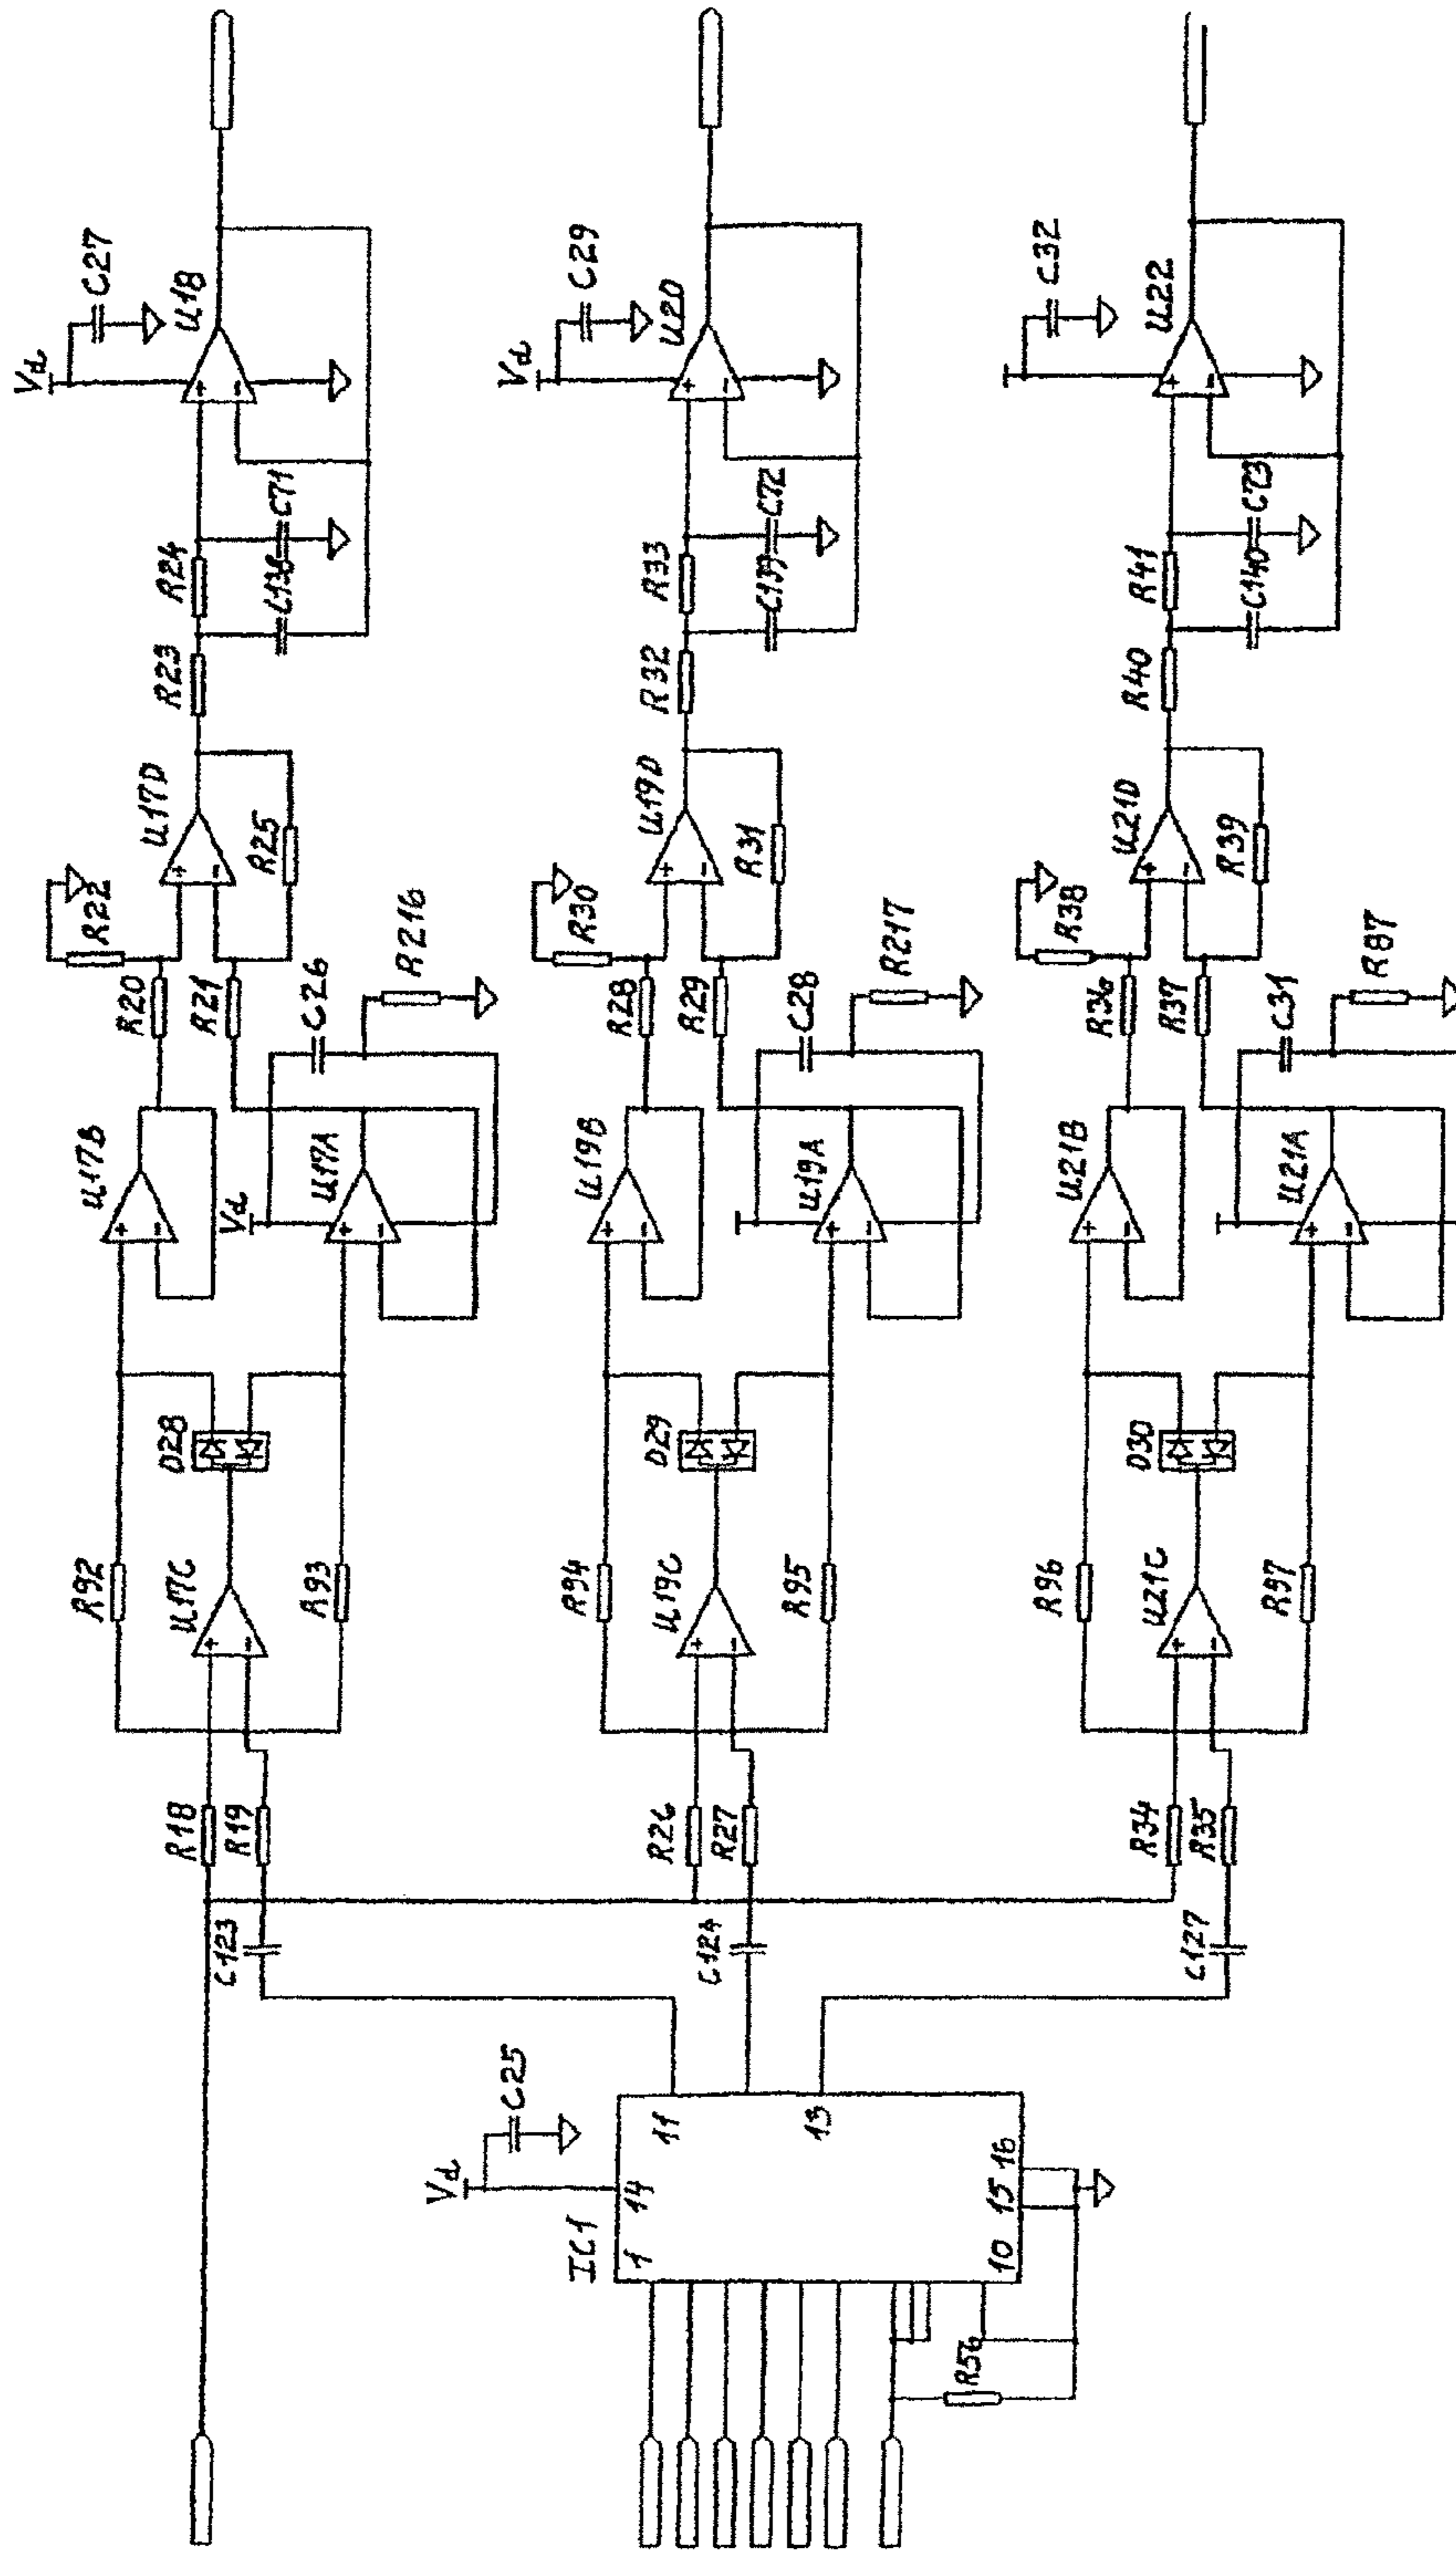 Vd
C27
U18
R24
C71
C138
R23
U17D
R25
R22
R20
R21
C26
R216
U17B
Vd
U17A
D28
R92
U17C
R93
R18
R19
C123
Vd
C29
U20
R33
C72
C139
R32
U19D
R31
R30
R28
R29
C28
R217
U19B
U19A
D29
R94
U19C
R95
R26
R27
C124
C32
U22
R41
C73
C140
R40
U21D
R39
R38
R36
R37
C31
R87
U21B
U21A
D30
R96
U21C
R97
R34
R35
C127
Vd
C25
IC1
1
14
11
13
10
15
16
R56
+
-
+
-
+
-
+
-
+
-
+
-
+
-
+
-
+
-
+
-
+
-
+
-
+
-
+
-
+
-